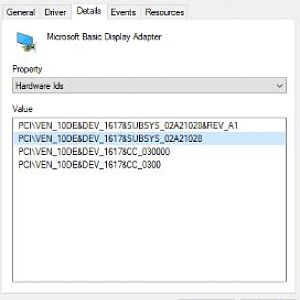 General Driver Details Events Resources
Microsoft Basic Display Adapter
Property
Hardware Ids
Value
PCI\VEN_10DE&DEV_1617&SUBSYS_02A21028&REV_A1
PCI\VEN_10DE&DEV_1617&SUBSYS_02A21028
PCI\VEN_10DE&DEV_1617&CC_030000
PCI\VEN_10DE&DEV_1617&CC_0300